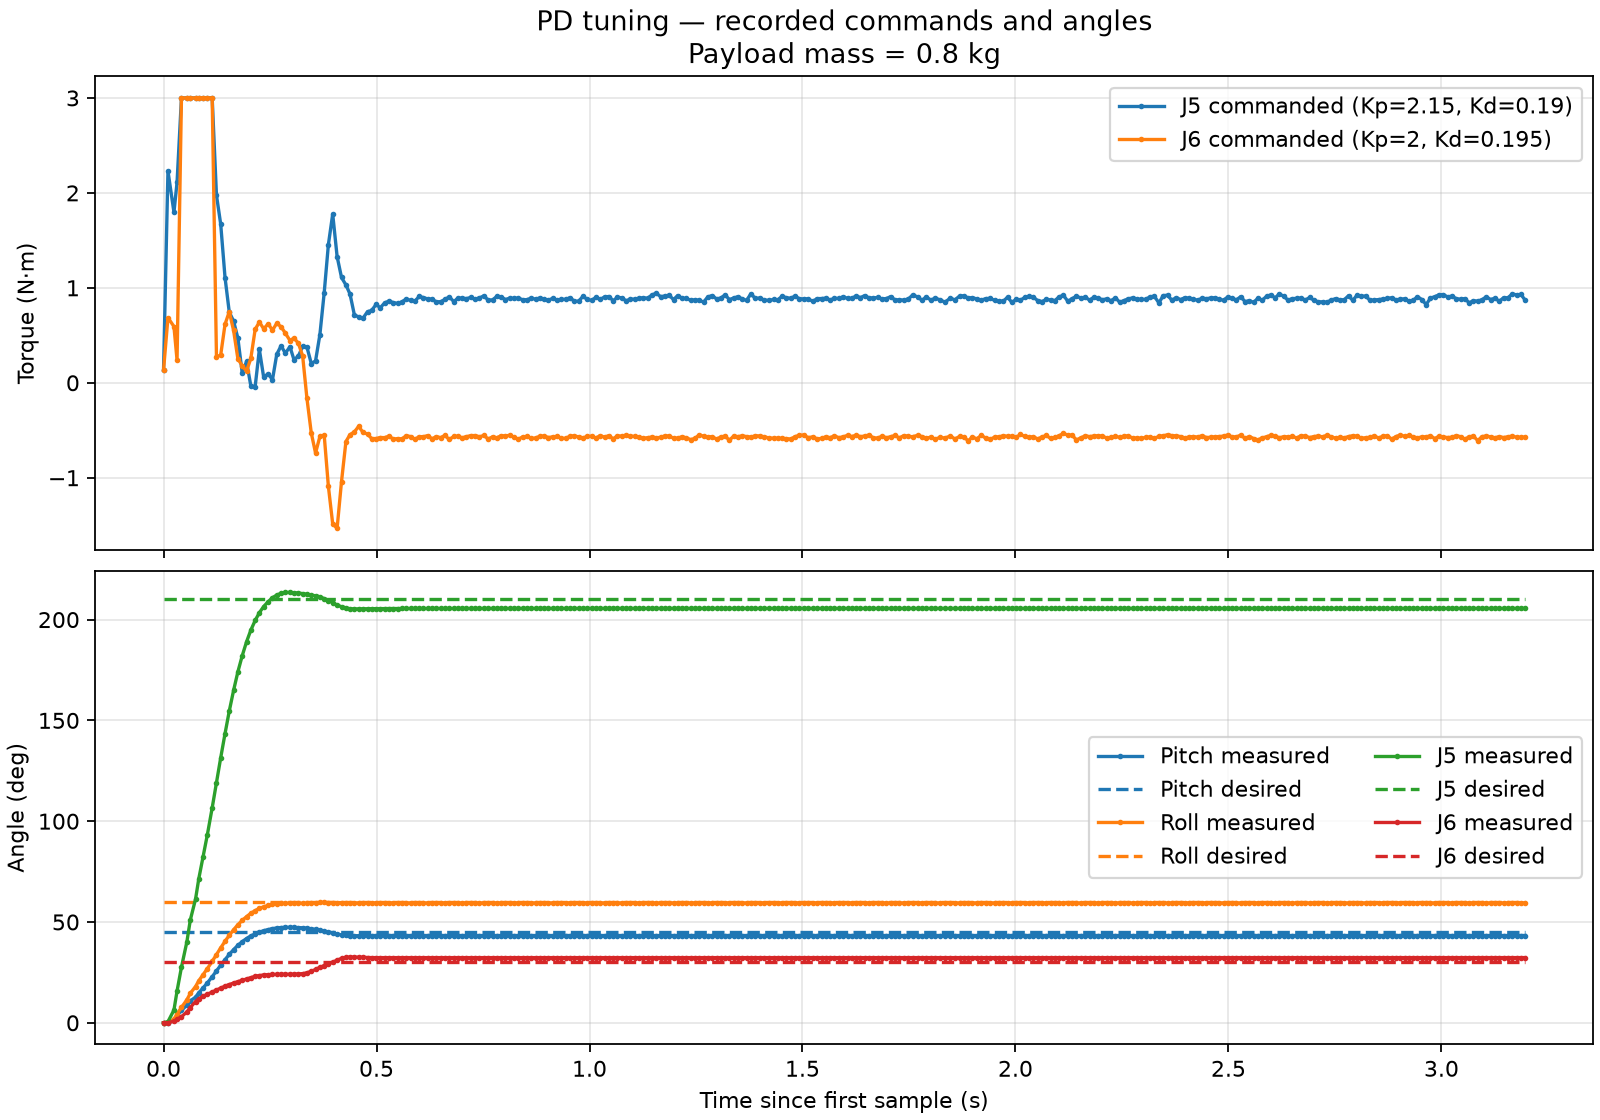 PD tuning — recorded commands and angles
Payload mass = 0.8 kg
J5 commanded (Kp=2.15, Kd=0.19)
J6 commanded (Kp=2, Kd=0.195)
Torque (N·m)
3
2
1
0
−1
Angle (deg)
200
150
100
50
0
Pitch measured
Pitch desired
Roll measured
Roll desired
J5 measured
J5 desired
J6 measured
J6 desired
0.0 0.5 1.0 1.5 2.0 2.5 3.0
Time since first sample (s)